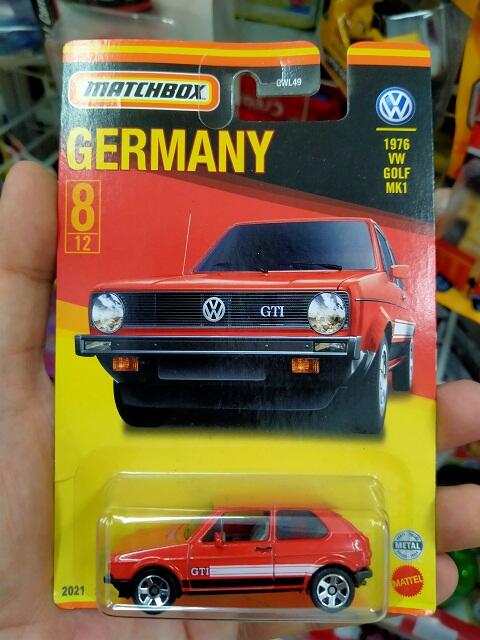 MATCHBOX
GWL49
GERMANY
8
12
1976
VW
GOLF
MK1
GTI
GTI
2021
METAL
MATTEL